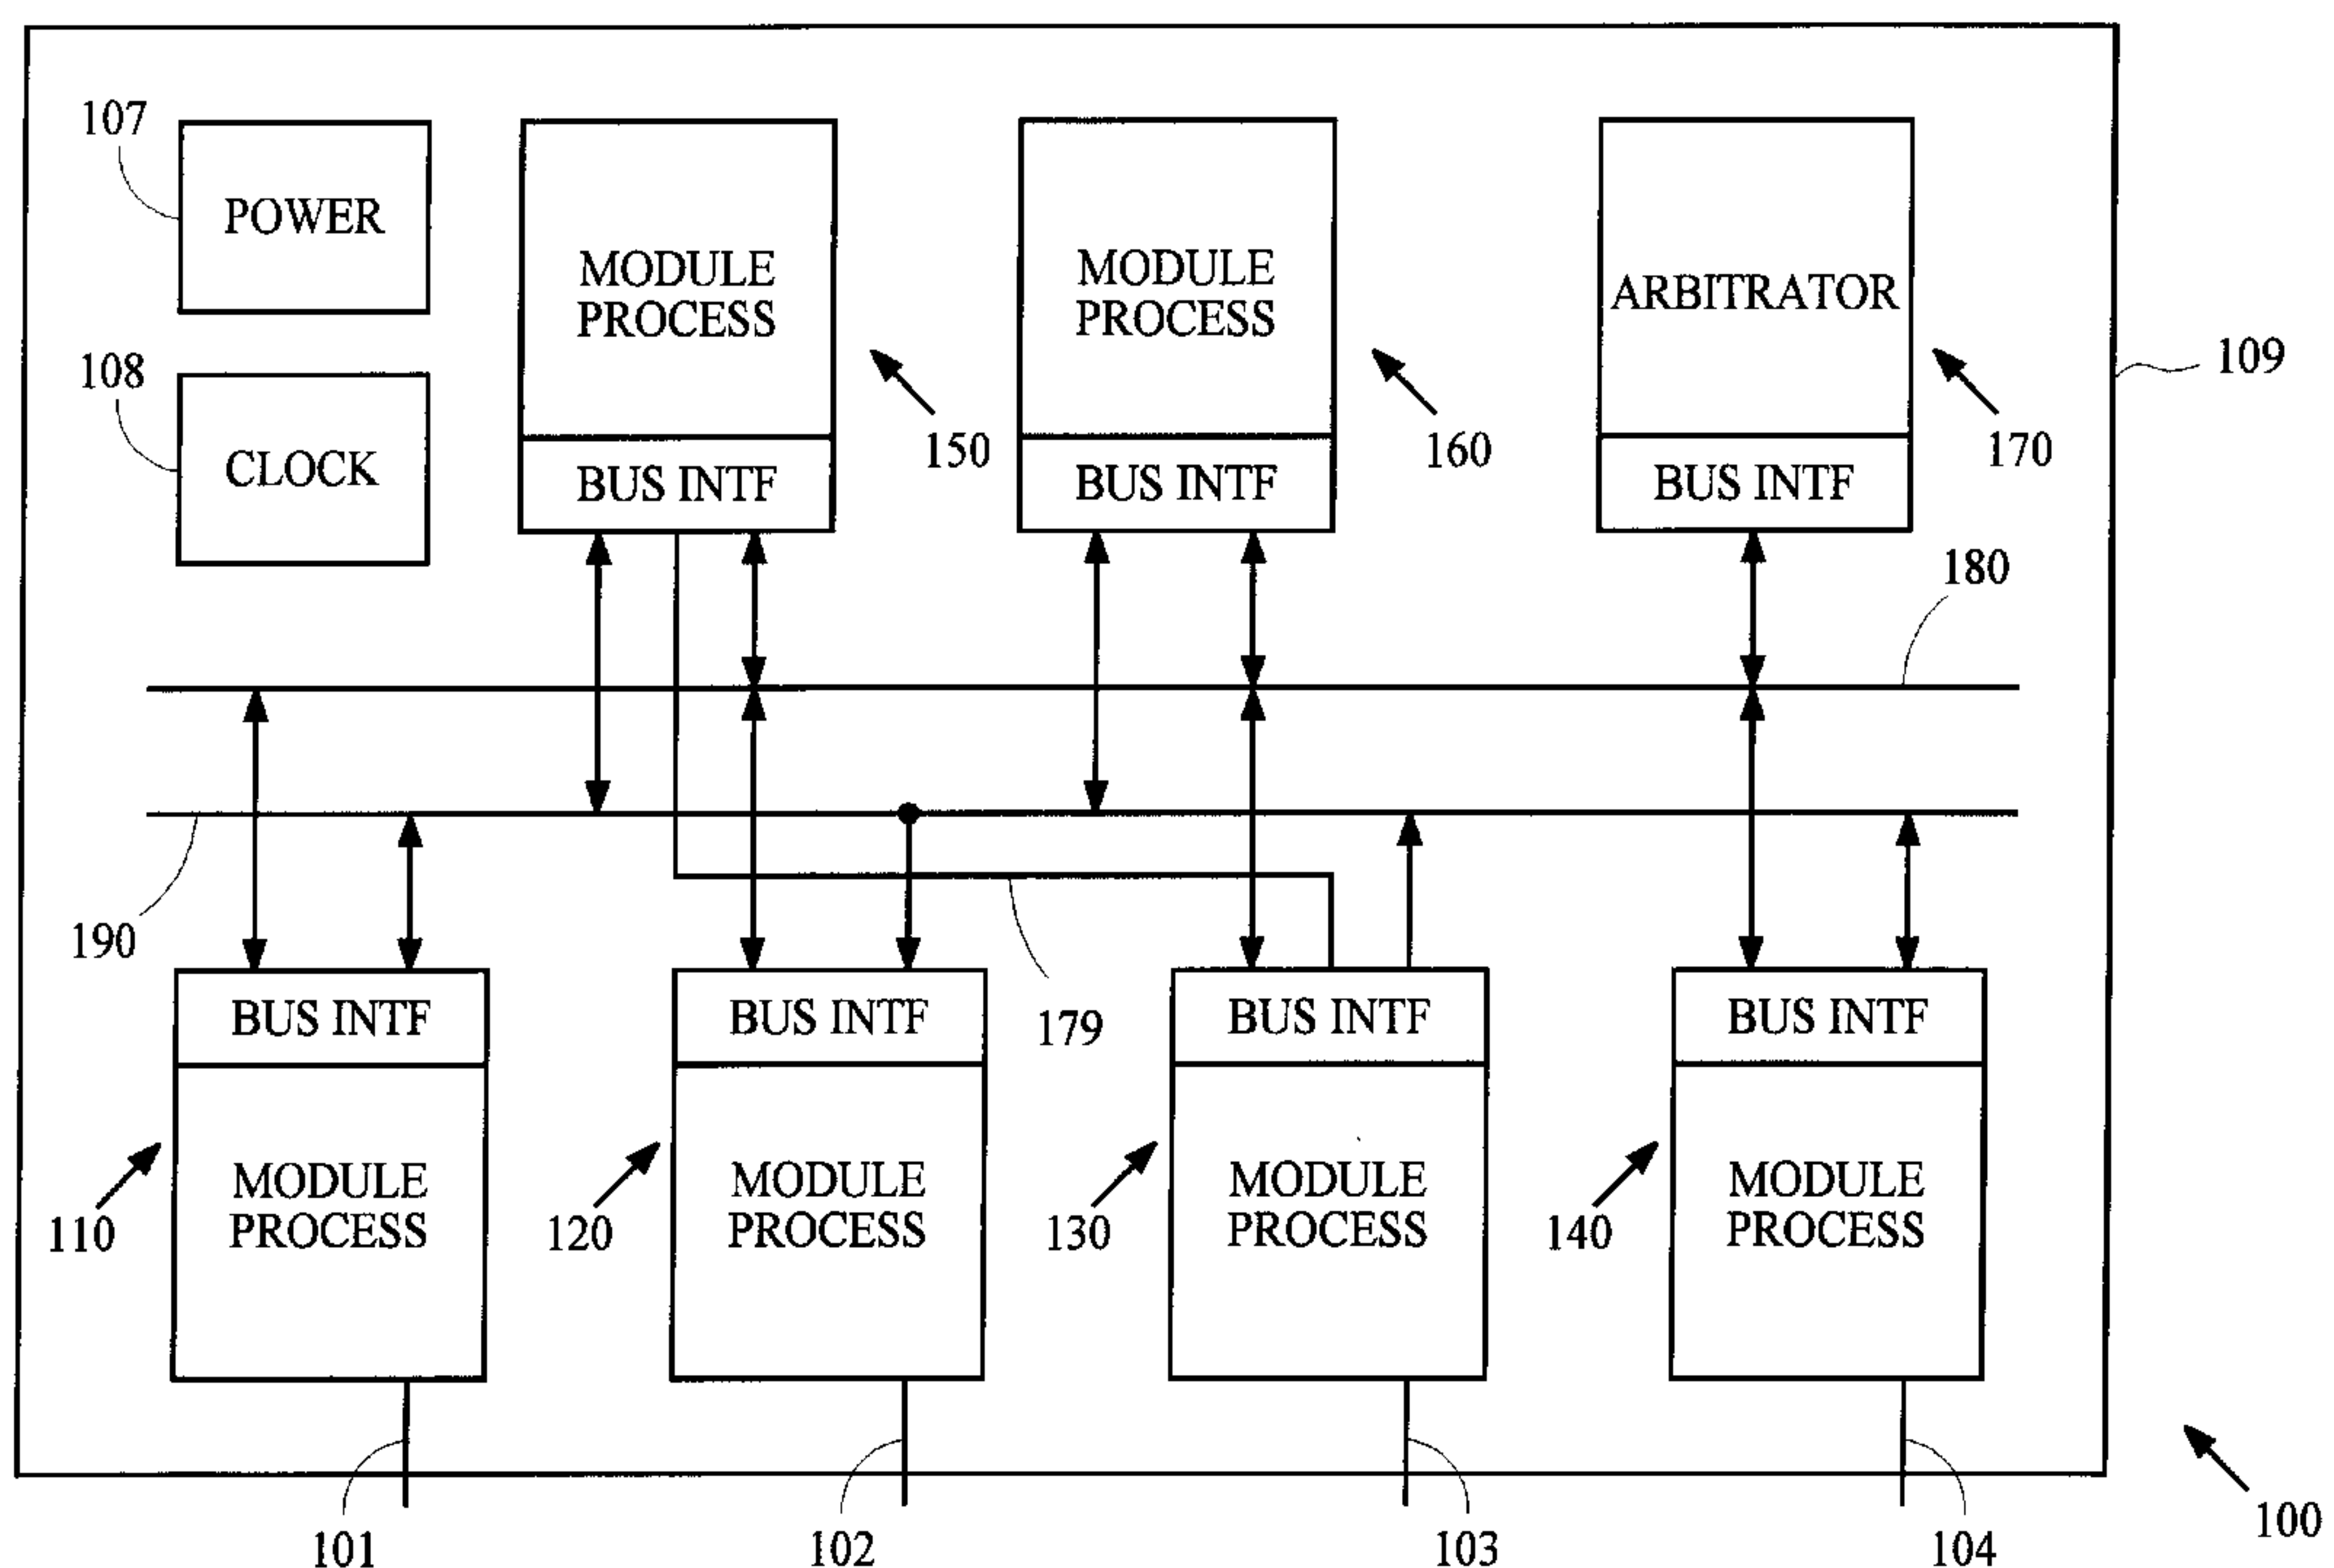 107
POWER
108
CLOCK
MODULE
PROCESS
BUS INTF
150
MODULE
PROCESS
BUS INTF
160
ARBITRATOR
BUS INTF
170
109
180
190
179
BUS INTF
MODULE
PROCESS
110
BUS INTF
MODULE
PROCESS
120
BUS INTF
MODULE
PROCESS
130
BUS INTF
MODULE
PROCESS
140
101
102
103
104
100